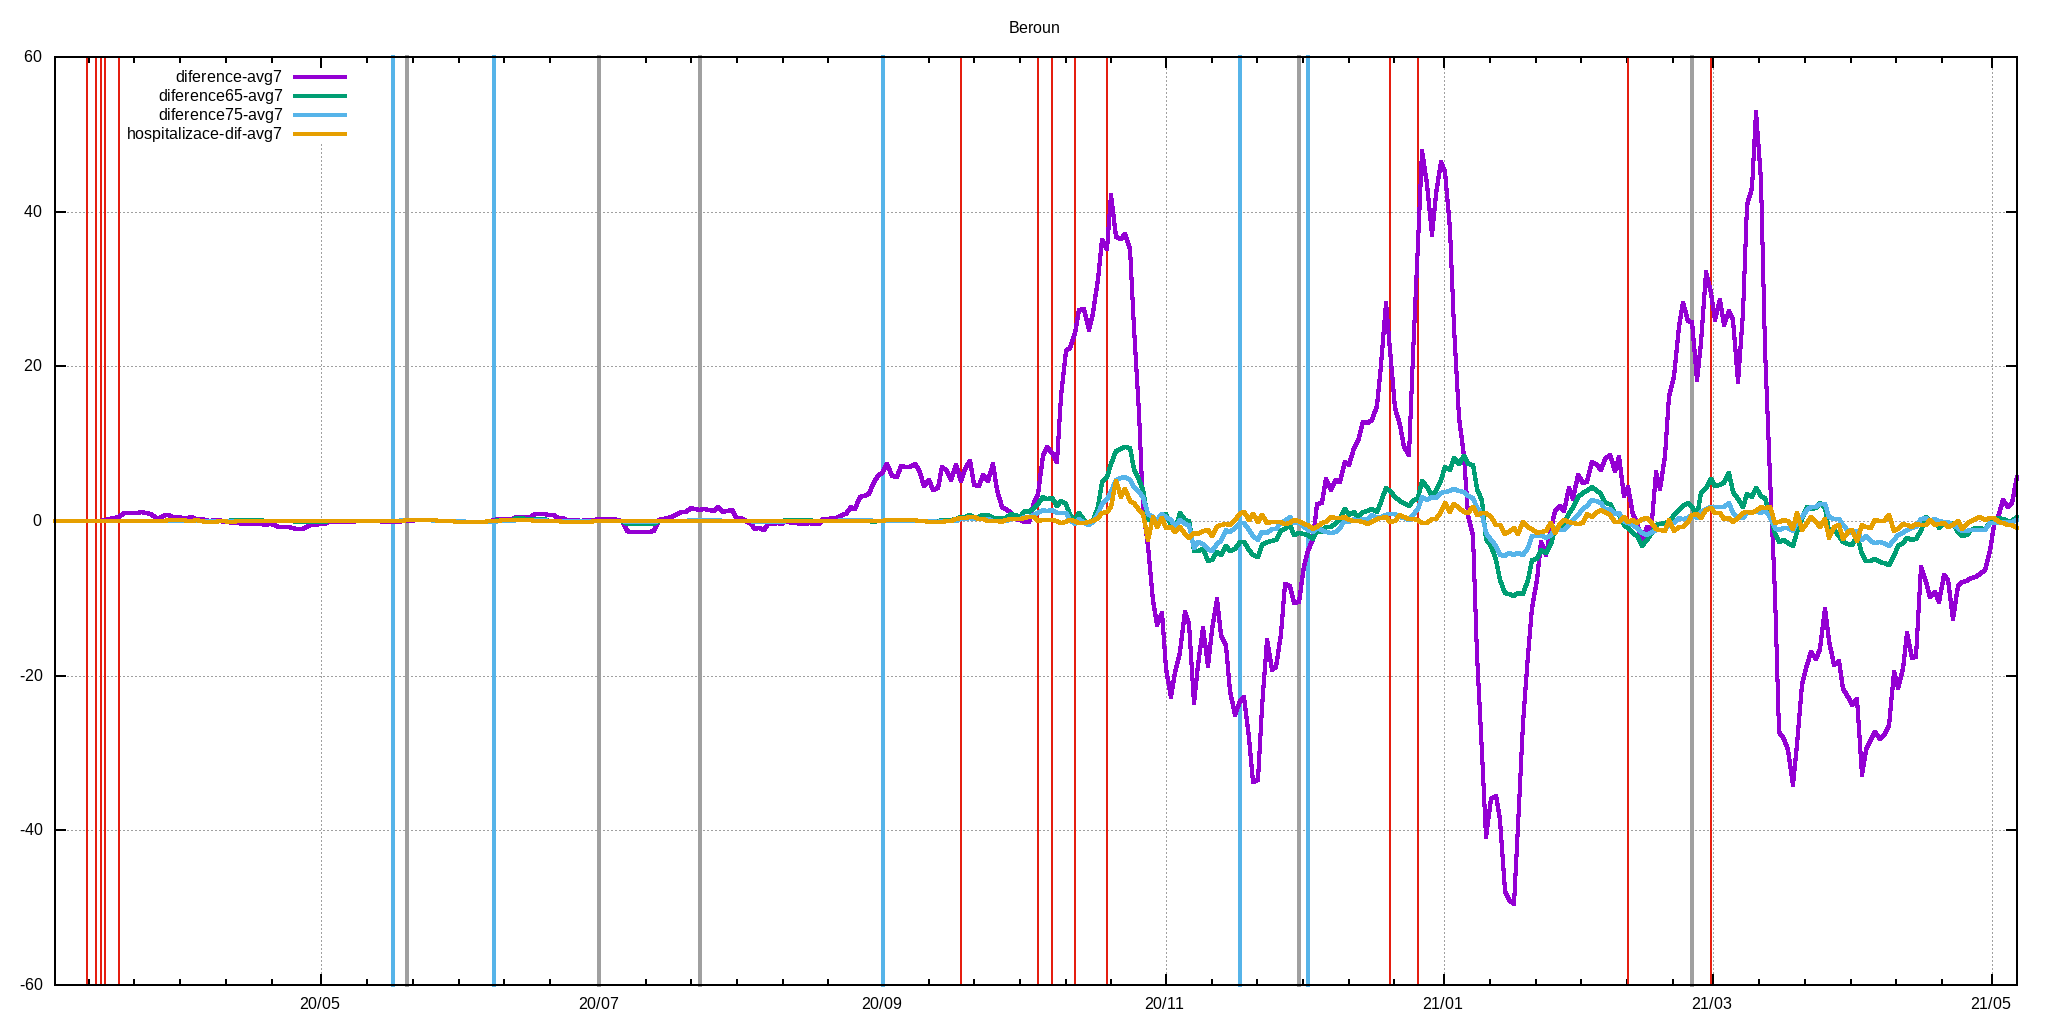 Beroun
60
diference-avg7
diference65-avg7
diference75-avg7
hospitalizace-dif-avg7
40
20
0
-20
-40
-60
20/05 20/07 20/09 20/11 21/01 21/03 21/05